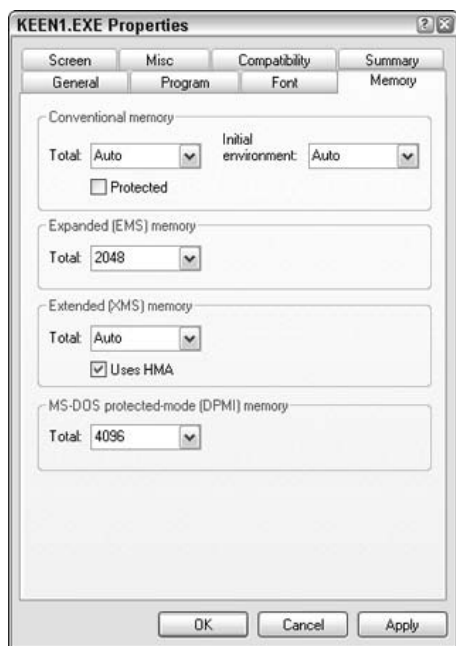 KEEN1.EXE Properties
Screen Misc Compatibility Summary
General Program Font Memory
Conventional memory
Total: Auto Initial environment: Auto
Protected
Expanded (EMS) memory
Total: 2048
Extended (XMS) memory
Total: Auto
Uses HMA
MS-DOS protected-mode (DPMI) memory
Total: 4096
OK Cancel Apply